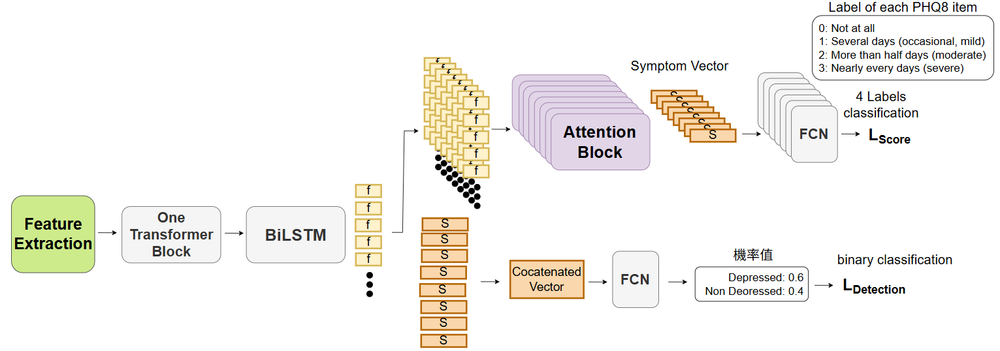 Label of each PHQ8 item
0: Not at all
1: Several days (occasional, mild)
2: More than half days (moderate)
3: Nearly every days (severe)
Symptom Vector
4 Labels
classification
f
f
f
f
f
f
f
f
f
f
f
f
Attention
Block
S
S
S
S
S
S
S
S
FCN
LScore
Feature
Extraction
One
Transformer
Block
BiLSTM
f
f
f
f
f
S
S
S
S
S
S
S
S
Cocatenated
Vector
FCN
機率值
Depressed: 0.6
Non Deoressed: 0.4
binary classification
LDetection